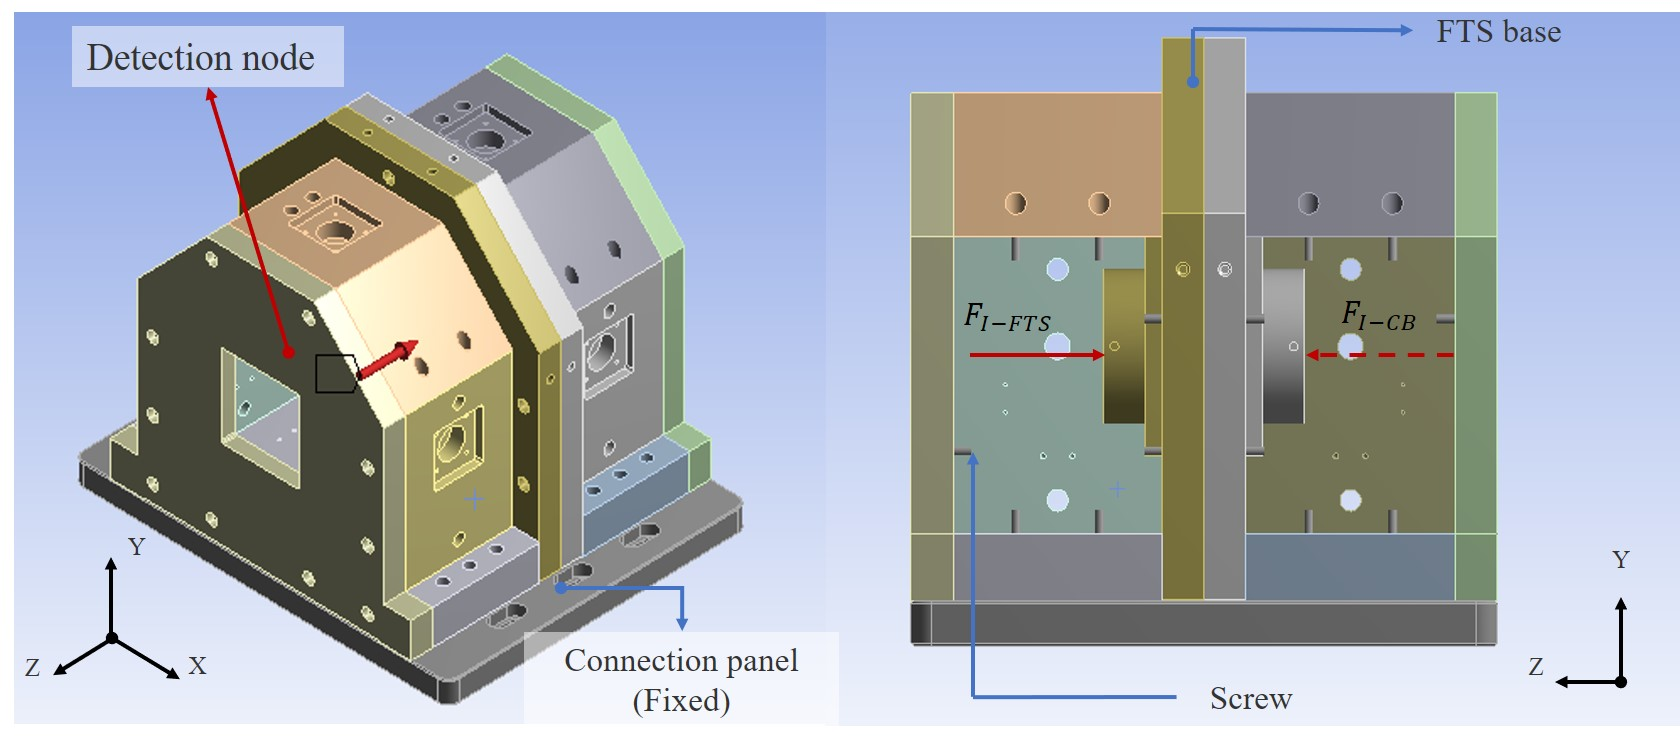 Detection node
Y
Z
X
Connection panel
(Fixed)
FTS base
F_{I-FTS}
F_{I-CB}
Screw
Y
Z